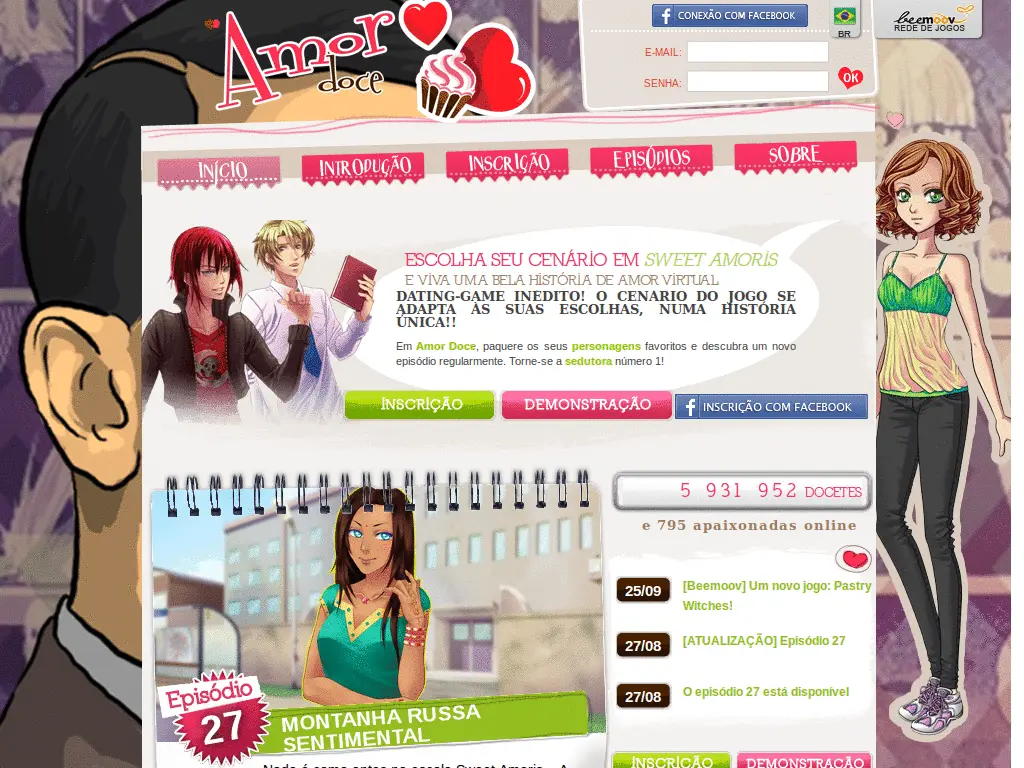 Amor
doce
CONEXÃO COM FACEBOOK
BR
beemoov
REDE DE JOGOS
E-MAIL:
SENHA:
OK
INÍCIO
INTRODUÇÃO
INSCRIÇÃO
EPISÓDIOS
SOBRE
ESCOLHA SEU CENÁRIO EM SWEET AMORIS
E VIVA UMA BELA HISTÓRIA DE AMOR VIRTUAL
DATING-GAME INEDITO! O CENARIO DO JOGO SE
ADAPTA ÀS SUAS ESCOLHAS, NUMA HISTÓRIA
ÚNICA!!
Em Amor Doce, paquere os seus personagens favoritos e descubra um novo
episódio regularmente. Torne-se a sedutora número 1!
INSCRIÇÃO
DEMONSTRAÇÃO
INSCRIÇÃO COM FACEBOOK
5 931 952 DOCETES
e 795 apaixonadas online
25/09
[Beemoov] Um novo jogo: Pastry
Witches!
27/08
[ATUALIZAÇÃO] Episódio 27
27/08
O episódio 27 está disponível
Episódio
27
MONTANHA RUSSA
SENTIMENTAL
Nada é como antes na escola Sweet Amoris... A
INSCRIÇÃO
DEMONSTRAÇÃO